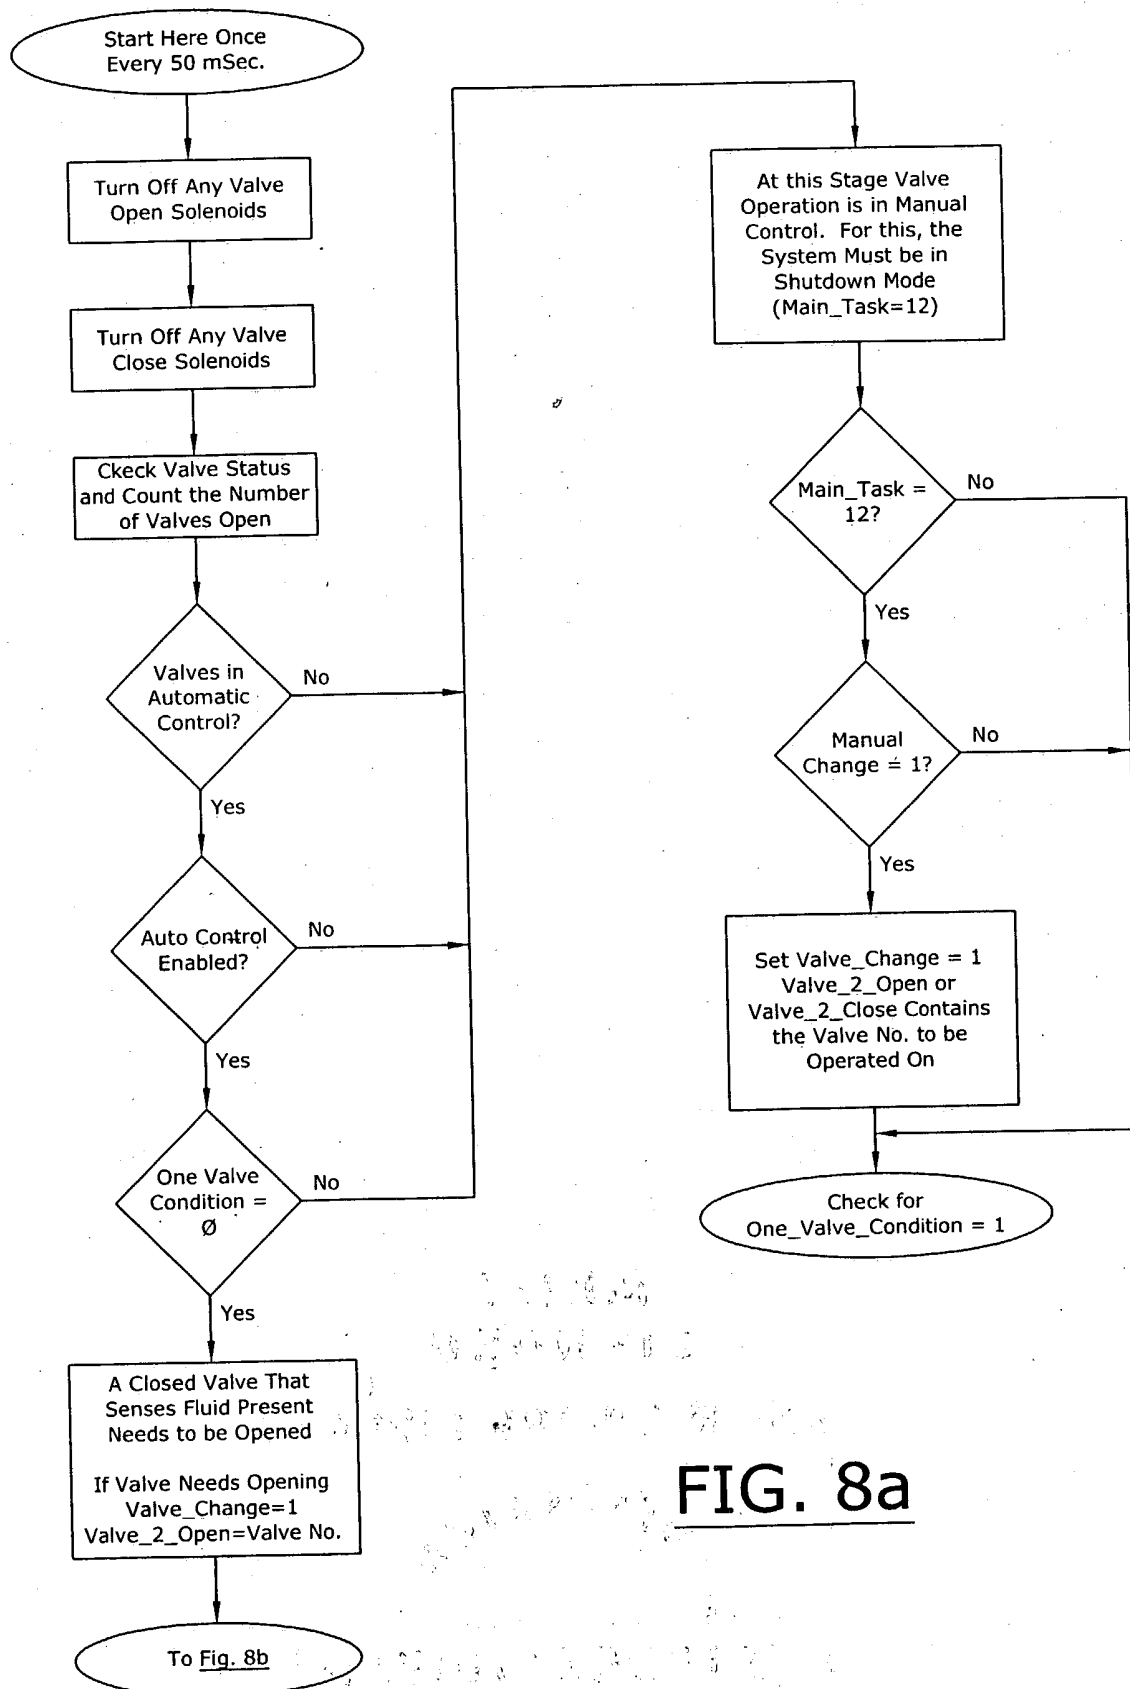 Start Here Once
Every 50 mSec.
Turn Off Any Valve
Open Solenoids
Turn Off Any Valve
Close Solenoids
Ckeck Valve Status
and Count the Number
of Valves Open
Valves in
Automatic
Control?
No
Yes
Auto Control
Enabled?
No
Yes
One Valve
Condition =
Ø
No
Yes
A Closed Valve That
Senses Fluid Present
Needs to be Opened
If Valve Needs Opening
Valve_Change=1
Valve_2_Open=Valve No.
To Fig. 8b
At this Stage Valve
Operation is in Manual
Control. For this, the
System Must be in
Shutdown Mode
(Main_Task=12)
Main_Task =
12?
No
Yes
Manual
Change = 1?
No
Yes
Set Valve_Change = 1
Valve_2_Open or
Valve_2_Close Contains
the Valve No. to be
Operated On
Check for
One_Valve_Condition = 1
FIG. 8a